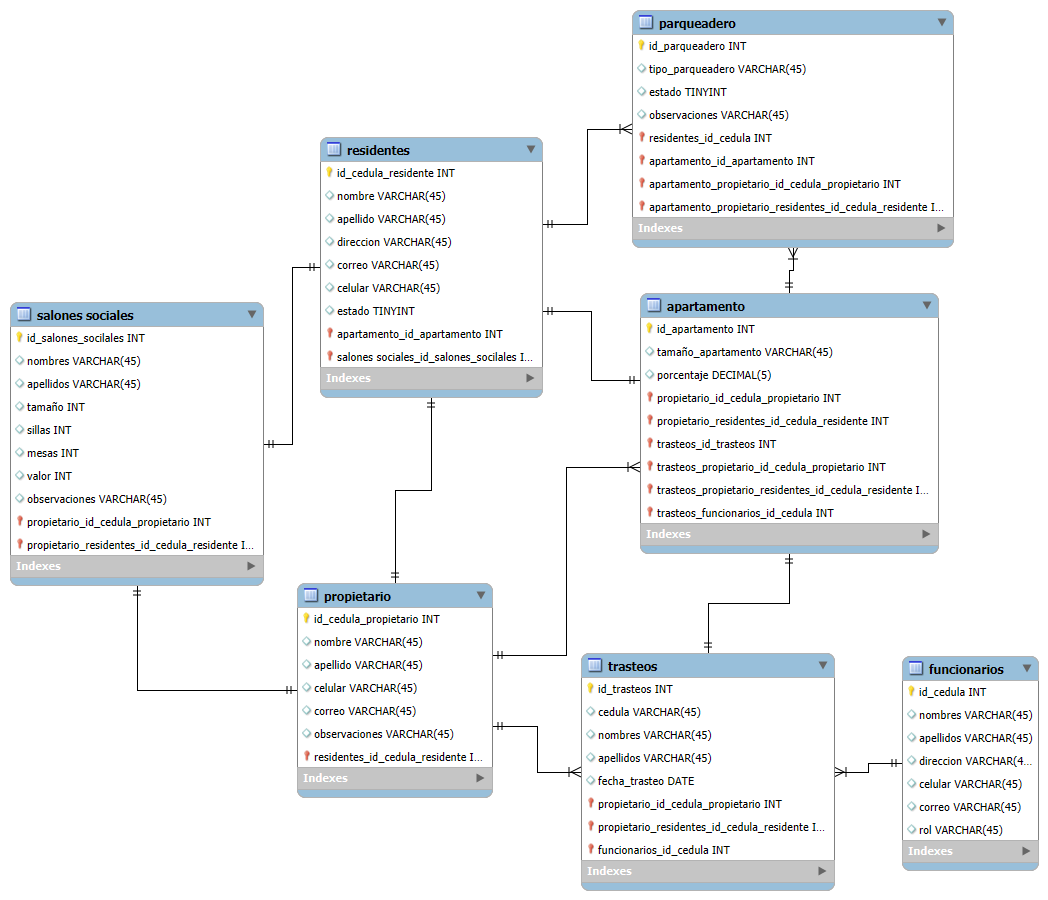 parqueadero
id_parqueadero INT
tipo_parqueadero VARCHAR(45)
estado TINYINT
observaciones VARCHAR(45)
residentes_id_cedula INT
apartamento_id_apartamento INT
apartamento_propietario_id_cedula_propietario INT
apartamento_propietario_residentes_id_cedula_residente I...
Indexes
residentes
id_cedula_residente INT
nombre VARCHAR(45)
apellido VARCHAR(45)
direccion VARCHAR(45)
correo VARCHAR(45)
celular VARCHAR(45)
estado TINYINT
apartamento_id_apartamento INT
salones sociales_id_salones_socilales I...
Indexes
salones sociales
id_salones_socilales INT
nombres VARCHAR(45)
apellidos VARCHAR(45)
tamaño INT
sillas INT
mesas INT
valor INT
observaciones VARCHAR(45)
propietario_id_cedula_propietario INT
propietario_residentes_id_cedula_residente I...
Indexes
apartamento
id_apartamento INT
tamaño_apartamento VARCHAR(45)
porcentaje DECIMAL(5)
propietario_id_cedula_propietario INT
propietario_residentes_id_cedula_residente INT
trasteos_id_trasteos INT
trasteos_propietario_id_cedula_propietario INT
trasteos_propietario_residentes_id_cedula_residente I...
trasteos_funcionarios_id_cedula INT
Indexes
propietario
id_cedula_propietario INT
nombre VARCHAR(45)
apellido VARCHAR(45)
celular VARCHAR(45)
correo VARCHAR(45)
observaciones VARCHAR(45)
residentes_id_cedula_residente I...
Indexes
trasteos
id_trasteos INT
cedula VARCHAR(45)
nombres VARCHAR(45)
apellidos VARCHAR(45)
fecha_trasteo DATE
propietario_id_cedula_propietario INT
propietario_residentes_id_cedula_residente I...
funcionarios_id_cedula INT
Indexes
funcionarios
id_cedula INT
nombres VARCHAR(45)
apellidos VARCHAR(45)
direccion VARCHAR(4...
celular VARCHAR(45)
correo VARCHAR(45)
rol VARCHAR(45)
Indexes